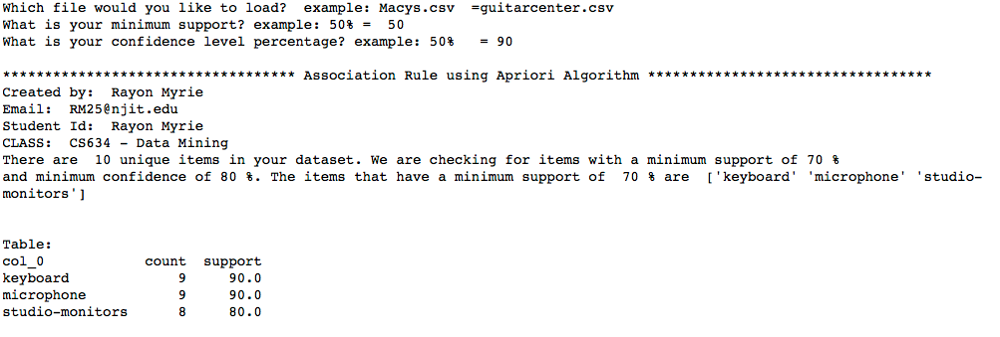 Which file would you like to load?  example: Macys.csv  =guitarcenter.csv
What is your minimum support? example: 50% =  50
What is your confidence level percentage? example: 50%   = 90
*********************************** Association Rule using Apriori Algorithm **********************************
Created by:  Rayon Myrie
Email:  RM25@njit.edu
Student Id:  Rayon Myrie
CLASS:  CS634 - Data Mining
There are  10 unique items in your dataset. We are checking for items with a minimum support of 70 %
and minimum confidence of 80 %. The items that have a minimum support of  70 % are  ['keyboard' 'microphone' 'studio-
monitors']
Table:
col_0            count  support
keyboard             9     90.0
microphone           9     90.0
studio-monitors      8     80.0